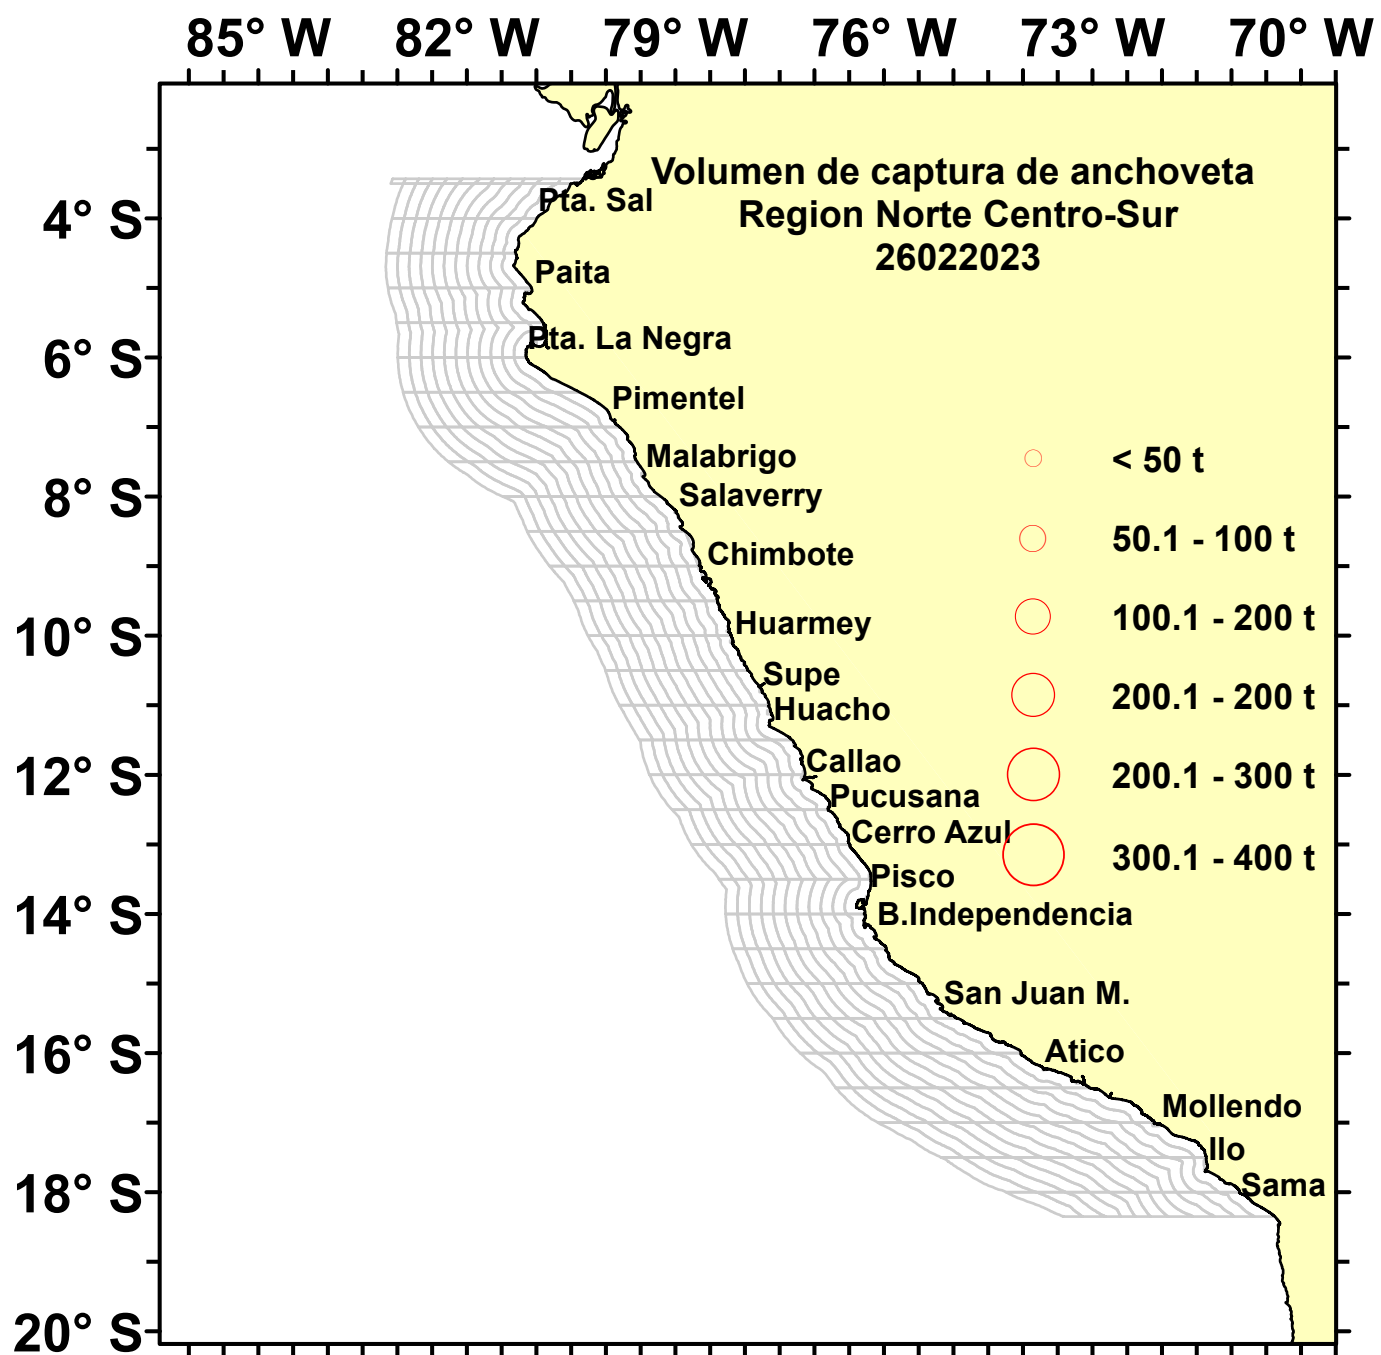 85° W 82° W 79° W 76° W 73° W 70° W
Volumen de captura de anchoveta
Region Norte Centro-Sur
26022023
4° S
6° S
8° S
10° S
12° S
14° S
16° S
18° S
20° S
Pta. Sal
Paita
Pta. La Negra
Pimentel
Malabrigo
Salaverry
Chimbote
Huarmey
Supe
Huacho
Callao
Pucusana
Cerro Azul
Pisco
B.Independencia
San Juan M.
Atico
Mollendo
Ilo
Sama
< 50 t
50.1 - 100 t
100.1 - 200 t
200.1 - 200 t
200.1 - 300 t
300.1 - 400 t